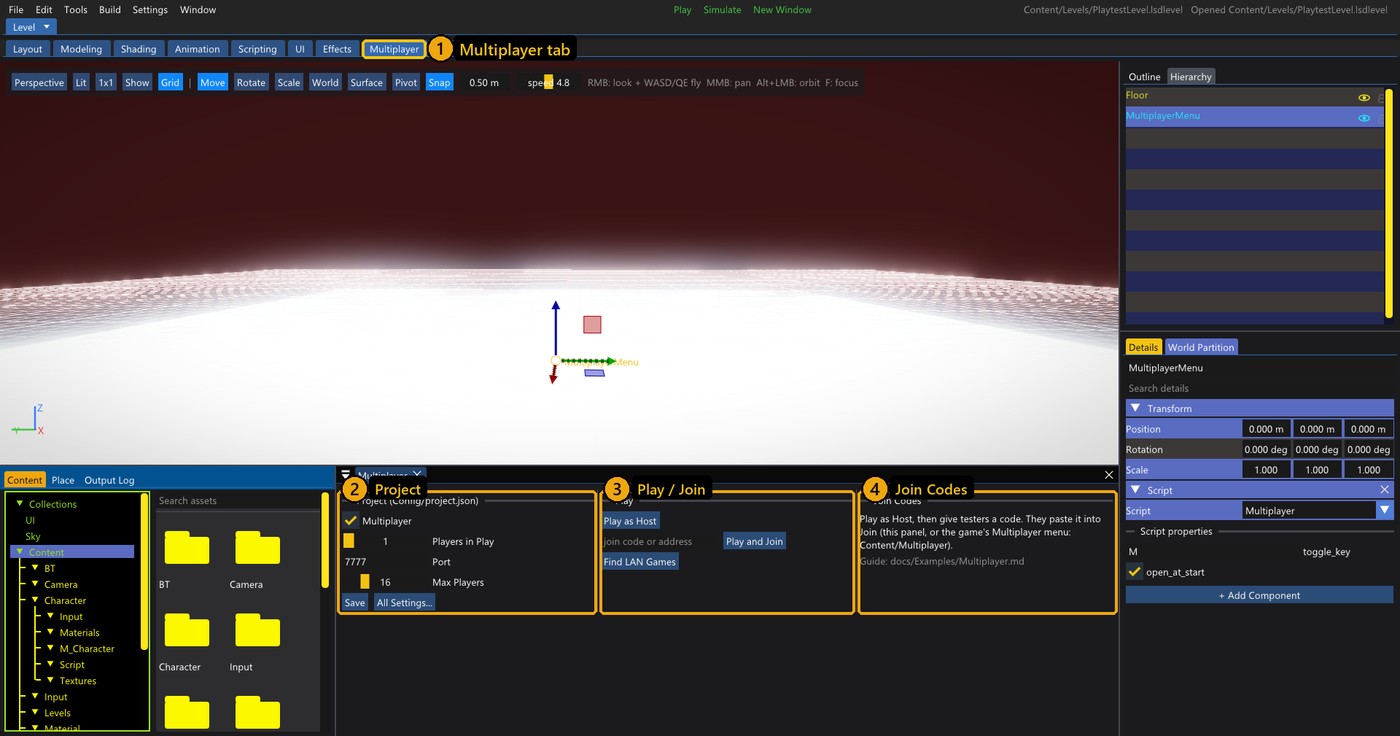 File Edit Tools Build Settings Window
Play Simulate New Window
Content/Levels/PlaytestLevel.lsdlevel Opened Content/Levels/PlaytestLevel.lsdlevel
Level
Layout Modeling Shading Animation Scripting UI Effects Multiplayer
1 Multiplayer tab
Perspective Lit 1x1 Show Grid | Move Rotate Scale World Surface Pivot Snap 0.50 m speed 4.8 RMB: look + WASD/QE fly MMB: pan Alt+LMB: orbit F: focus
Z
Y X
Outline Hierarchy
Floor
MultiplayerMenu
Details World Partition
MultiplayerMenu
Search details
Transform
Position 0.000 m 0.000 m 0.000 m
Rotation 0.000 deg 0.000 deg 0.000 deg
Scale 1.000 1.000 1.000
Script
Script Multiplayer
Script properties
M toggle_key
open_at_start
+ Add Component
Content Place Output Log
Collections
UI
Sky
Content
BT
Camera
Character
Input
Materials
M_Character
Script
Textures
Input
Levels
Material
Search assets
BT Camera
Character Input
Multiplayer
2 Project
Project (Config/project.json)
Multiplayer
1 Players in Play
7777 Port
16 Max Players
Save All Settings...
3 Play / Join
Play
Play as Host
join code or address Play and Join
Find LAN Games
4 Join Codes
Join Codes
Play as Host, then give testers a code. They paste it into
Join (this panel, or the game's Multiplayer menu:
Content/Multiplayer).
Guide: docs/Examples/Multiplayer.md